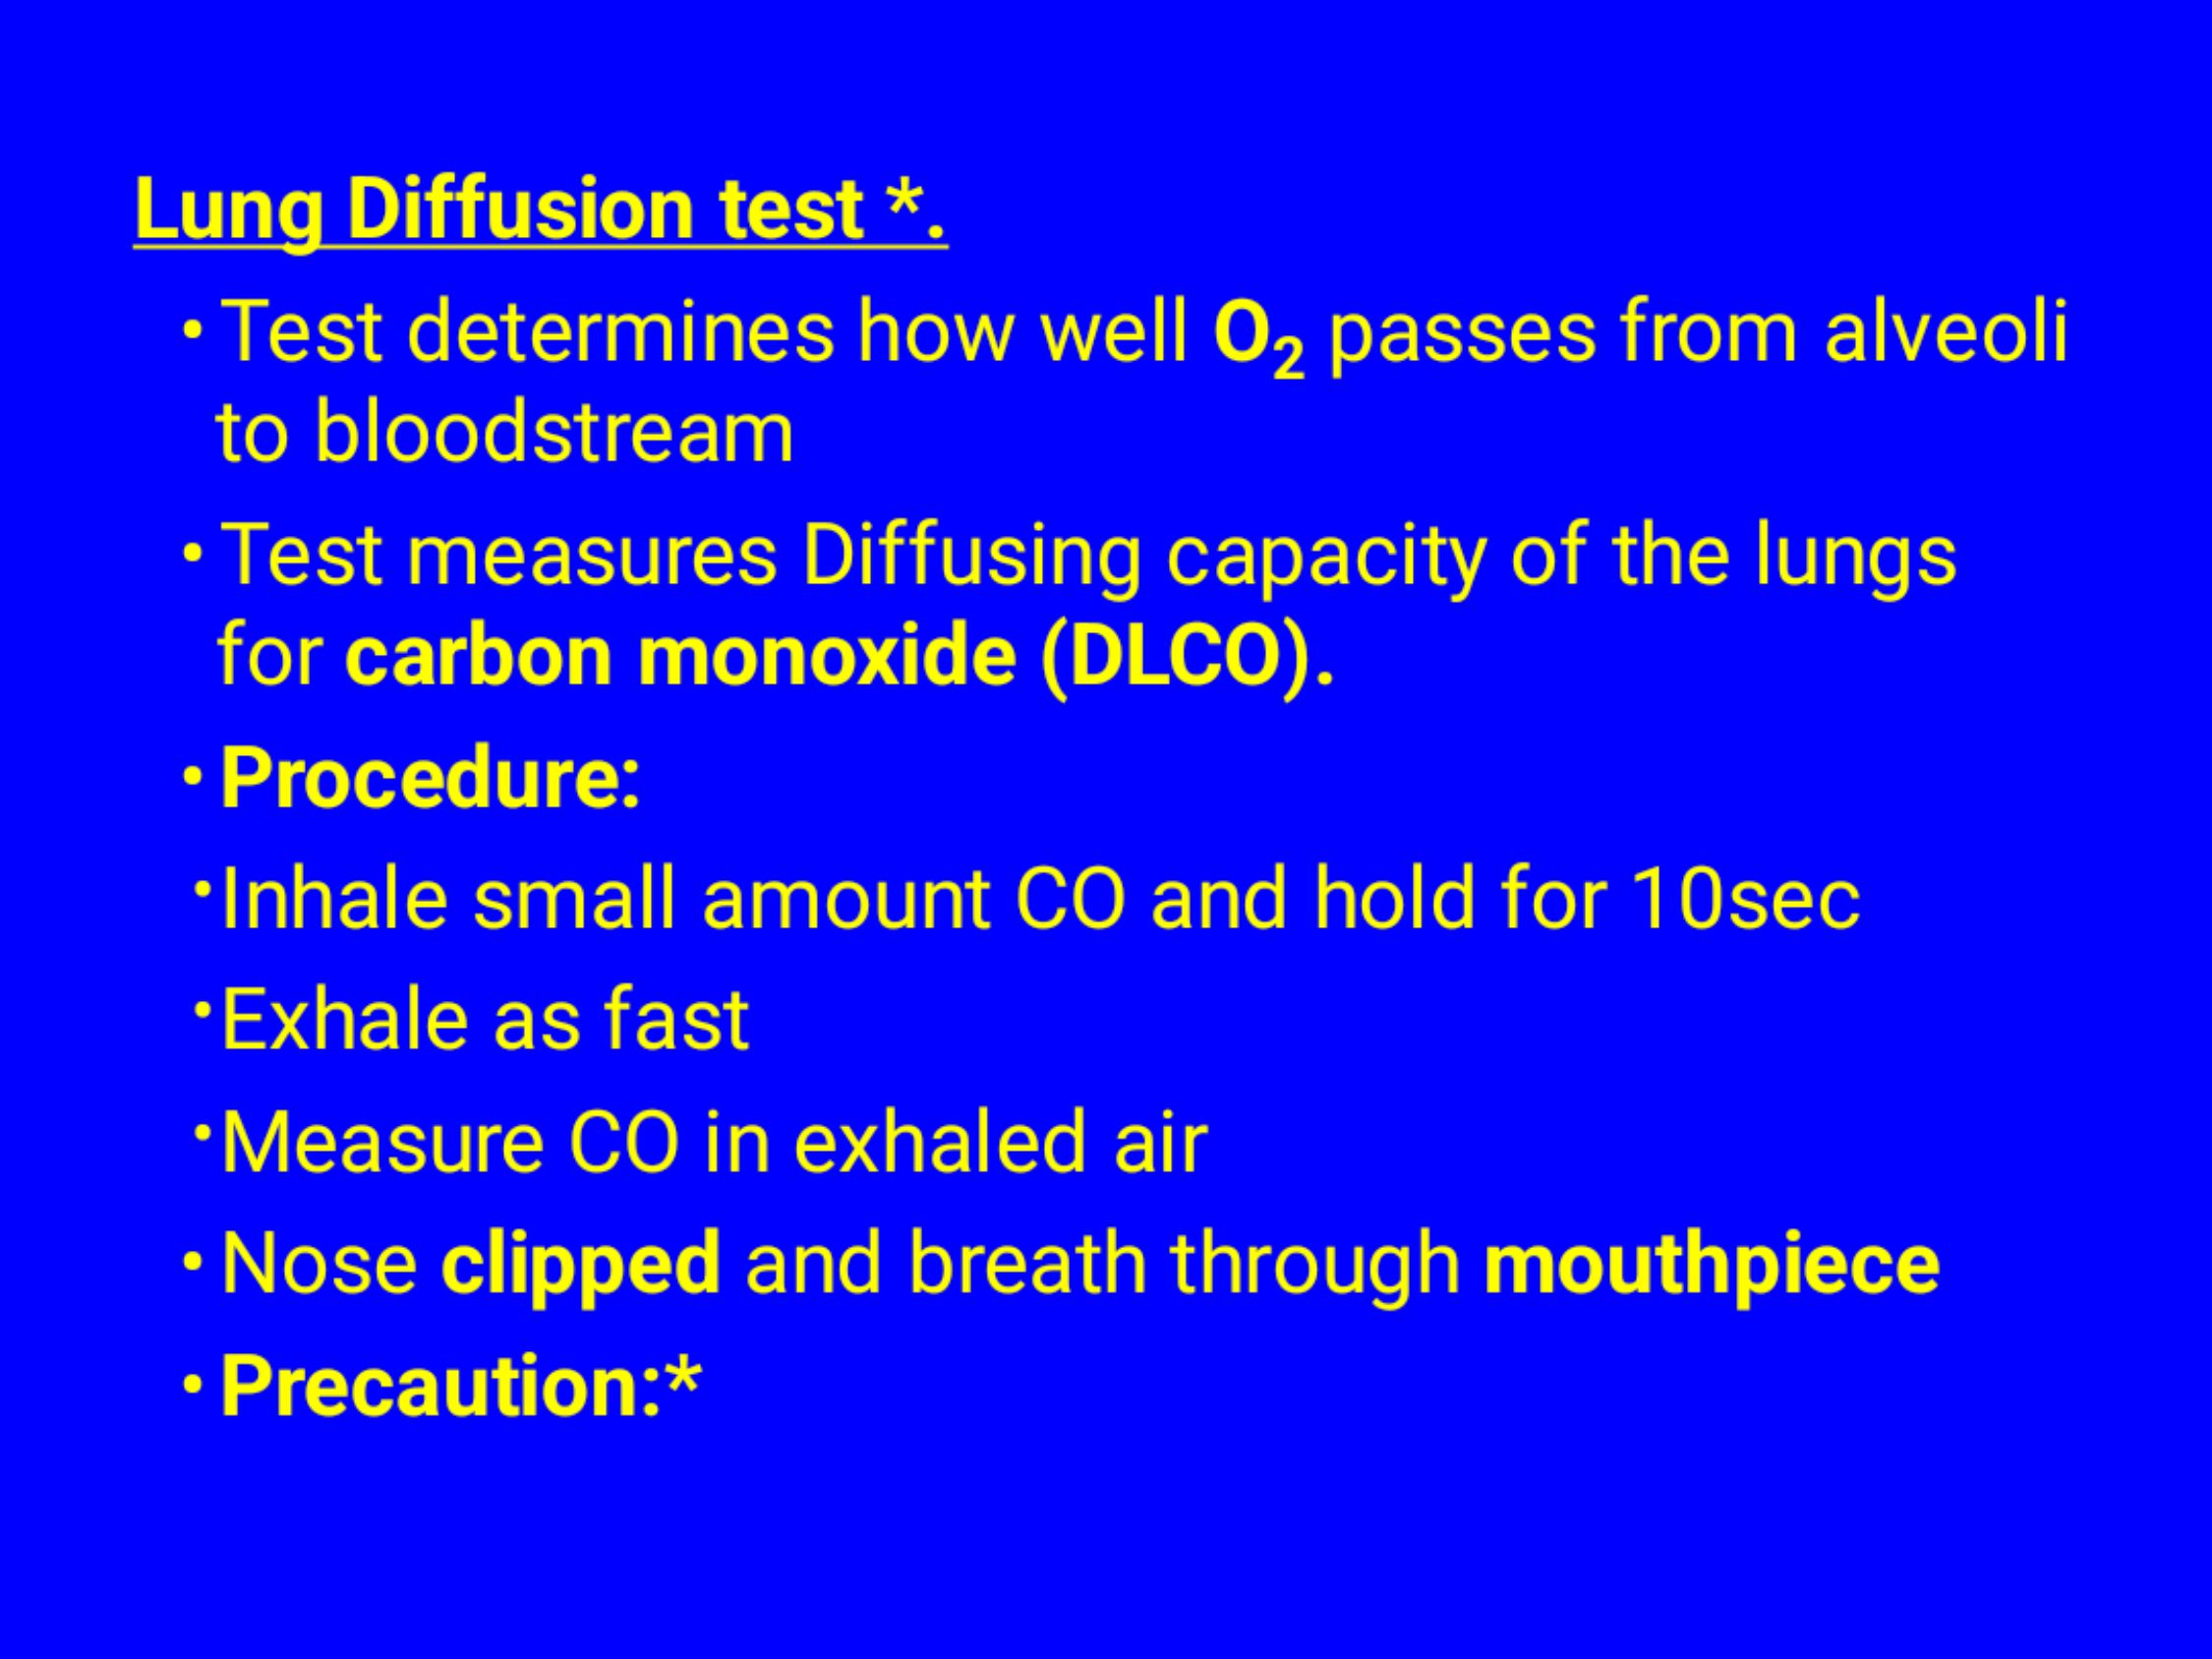 Lung Diffusion test *.
• Test determines how well O₂ passes from alveoli
to bloodstream
• Test measures Diffusing capacity of the lungs
for carbon monoxide (DLCO).
• Procedure:
• Inhale small amount CO and hold for 10sec
• Exhale as fast
• Measure CO in exhaled air
• Nose clipped and breath through mouthpiece
• Precaution:*